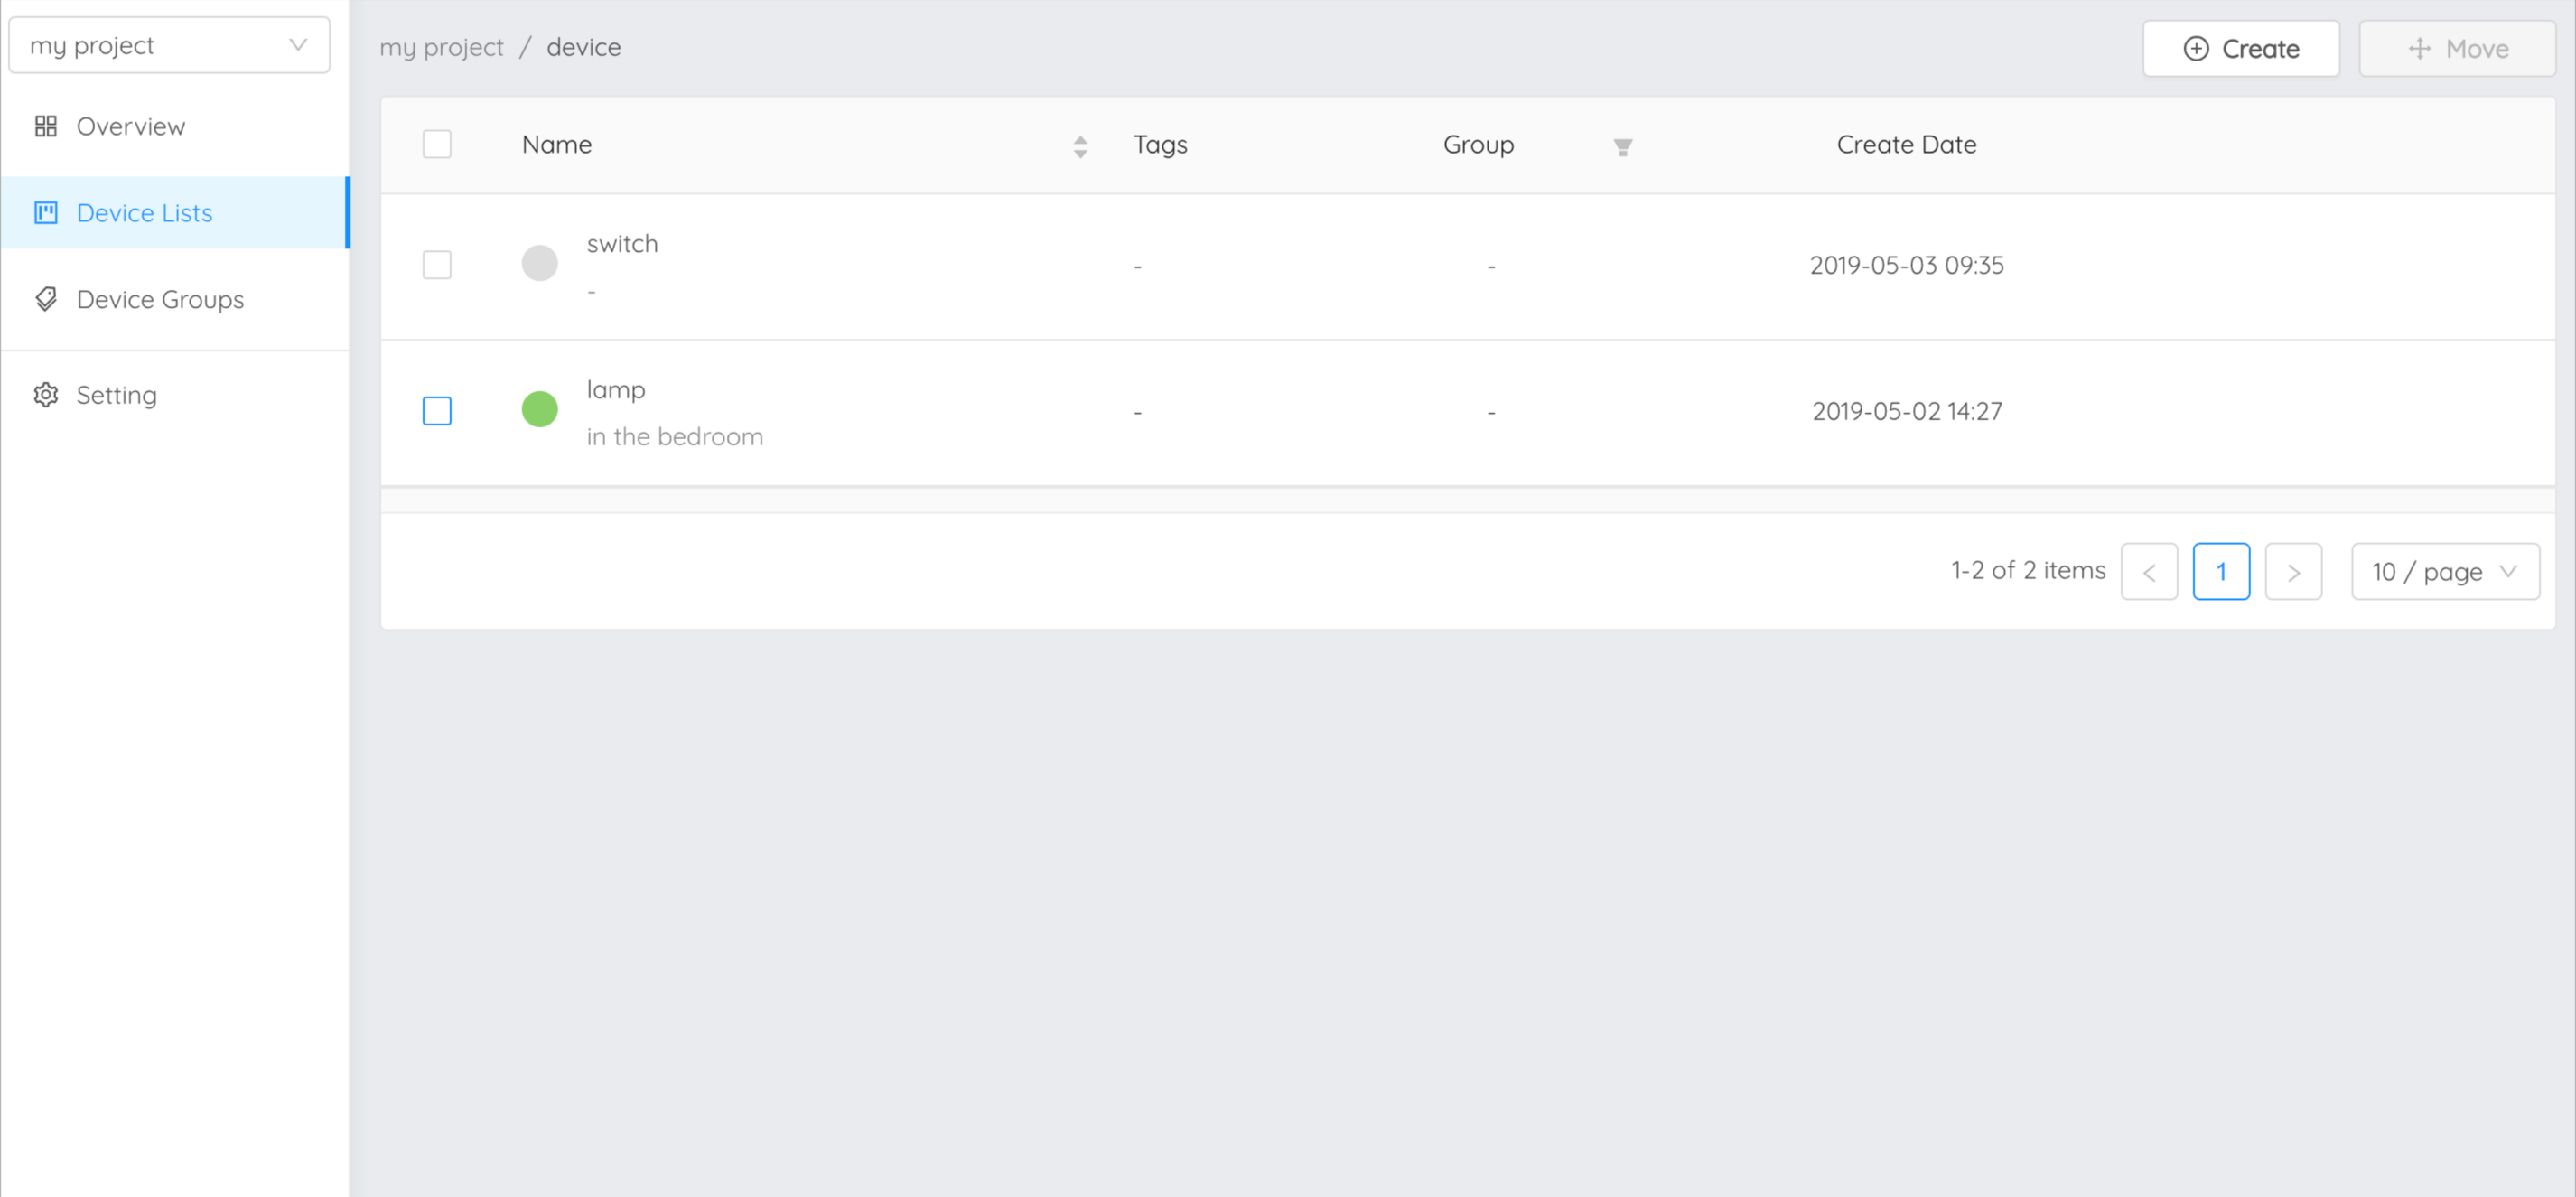 my project
Overview
Device Lists
Device Groups
Setting
my project / device
Create
Move
Name Tags Group Create Date
switch
-
- - 2019-05-03 09:35
lamp
in the bedroom
- - 2019-05-02 14:27
1-2 of 2 items < 1 > 10 / page